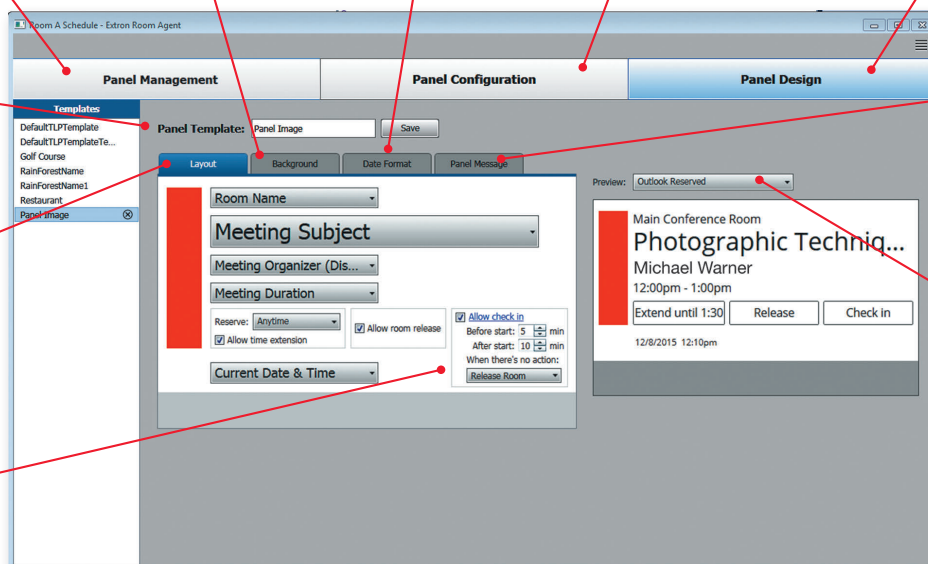 Room A Schedule - Extron Room Agent
Panel Management
Panel Configuration
Panel Design
Templates
DefaultTLPTemplate
DefaultTLPTemplateTe...
Golf Course
RainForestName
RainForestName1
Restaurant
Panel Image
Panel Template:
Panel Image
Save
Layout
Background
Date Format
Panel Message
Room Name
Meeting Subject
Meeting Organizer (Dis...
Meeting Duration
Reserve: Anytime
Allow time extension
Allow room release
Allow check in
Before start: 5 min
After start: 10 min
When there's no action:
Release Room
Current Date & Time
Preview: Outlook Reserved
Main Conference Room
Photographic Techniq...
Michael Warner
12:00pm - 1:00pm
Extend until 1:30
Release
Check in
12/8/2015 12:10pm